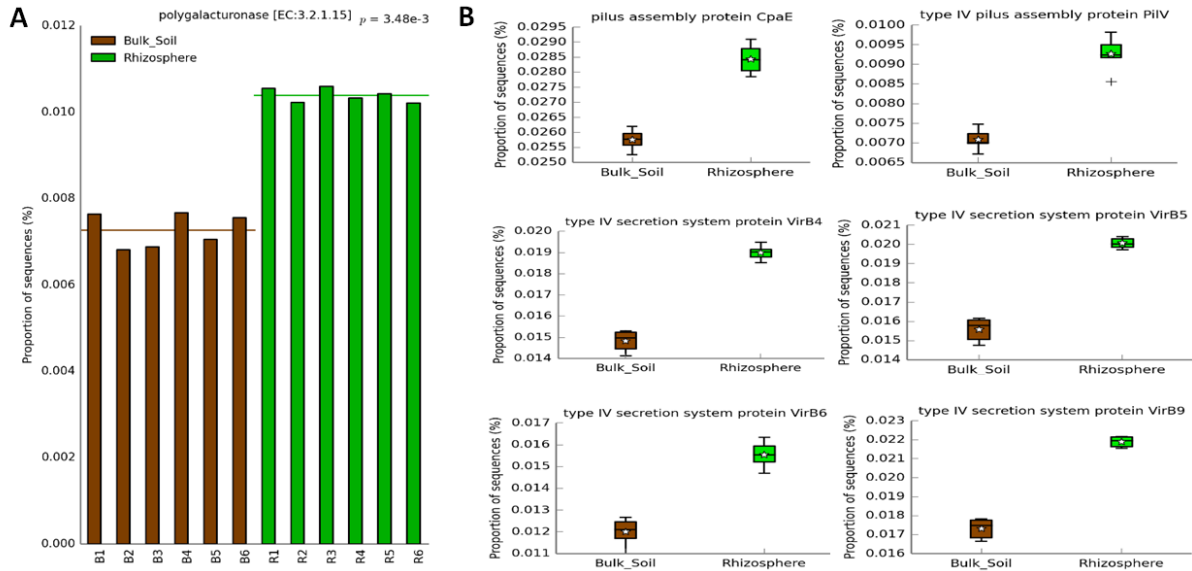 A
polygalacturonase [EC:3.2.1.15] p = 3.48e-3
Bulk_Soil
Rhizosphere
Proportion of sequences (%)
0.012
0.010
0.008
0.006
0.004
0.002
0.000
B1 B2 B3 B4 B5 B6 R1 R2 R3 R4 R5 R6
B
pilus assembly protein CpaE
Proportion of sequences (%)
0.0295
0.0290
0.0285
0.0280
0.0275
0.0270
0.0265
0.0260
0.0255
0.0250
Bulk_Soil Rhizosphere
type IV pilus assembly protein PilV
Proportion of sequences (%)
0.0100
0.0095
0.0090
0.0085
0.0080
0.0075
0.0070
0.0065
Bulk_Soil Rhizosphere
type IV secretion system protein VirB4
Proportion of sequences (%)
0.020
0.019
0.018
0.017
0.016
0.015
0.014
Bulk_Soil Rhizosphere
type IV secretion system protein VirB5
Proportion of sequences (%)
0.021
0.020
0.019
0.018
0.017
0.016
0.015
0.014
Bulk_Soil Rhizosphere
type IV secretion system protein VirB6
Proportion of sequences (%)
0.017
0.016
0.015
0.014
0.013
0.012
0.011
Bulk_Soil Rhizosphere
type IV secretion system protein VirB9
Proportion of sequences (%)
0.023
0.022
0.021
0.020
0.019
0.018
0.017
0.016
Bulk_Soil Rhizosphere